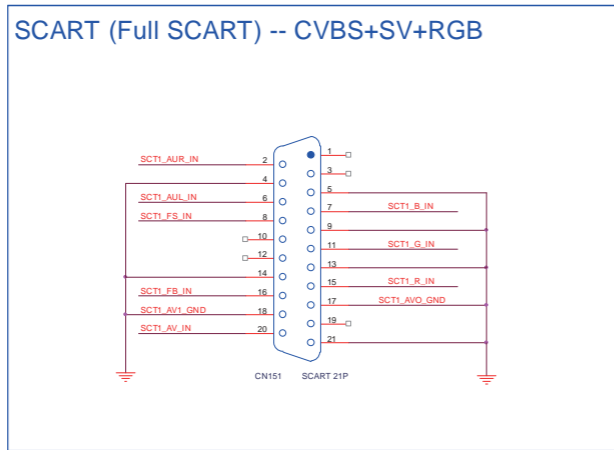 SCART (Full SCART) -- CVBS+SV+RGB
1
SCT1_AUR_IN 2
3
4
5
SCT1_AUL_IN 6
7 SCT1_B_IN
SCT1_FS_IN 8
9
10
11 SCT1_G_IN
12
13
14
15 SCT1_R_IN
SCT1_FB_IN 16
17 SCT1_AVO_GND
SCT1_AV1_GND 18
19
SCT1_AV_IN 20
21
CN151 SCART 21P